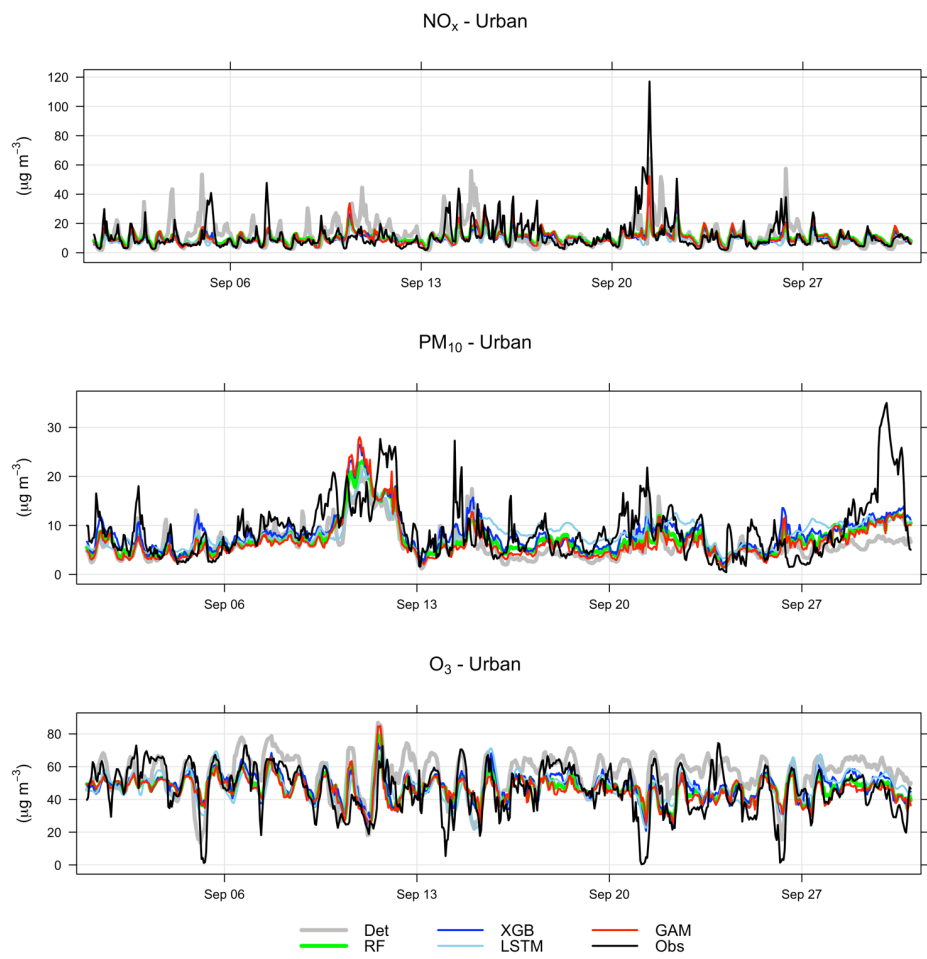 NOₓ - Urban
(µg m⁻³)
120
100
80
60
40
20
0
Sep 06 Sep 13 Sep 20 Sep 27
PM₁₀ - Urban
(µg m⁻³)
30
20
10
0
Sep 06 Sep 13 Sep 20 Sep 27
O₃ - Urban
(µg m⁻³)
80
60
40
20
0
Sep 06 Sep 13 Sep 20 Sep 27
Det XGB GAM
RF LSTM Obs